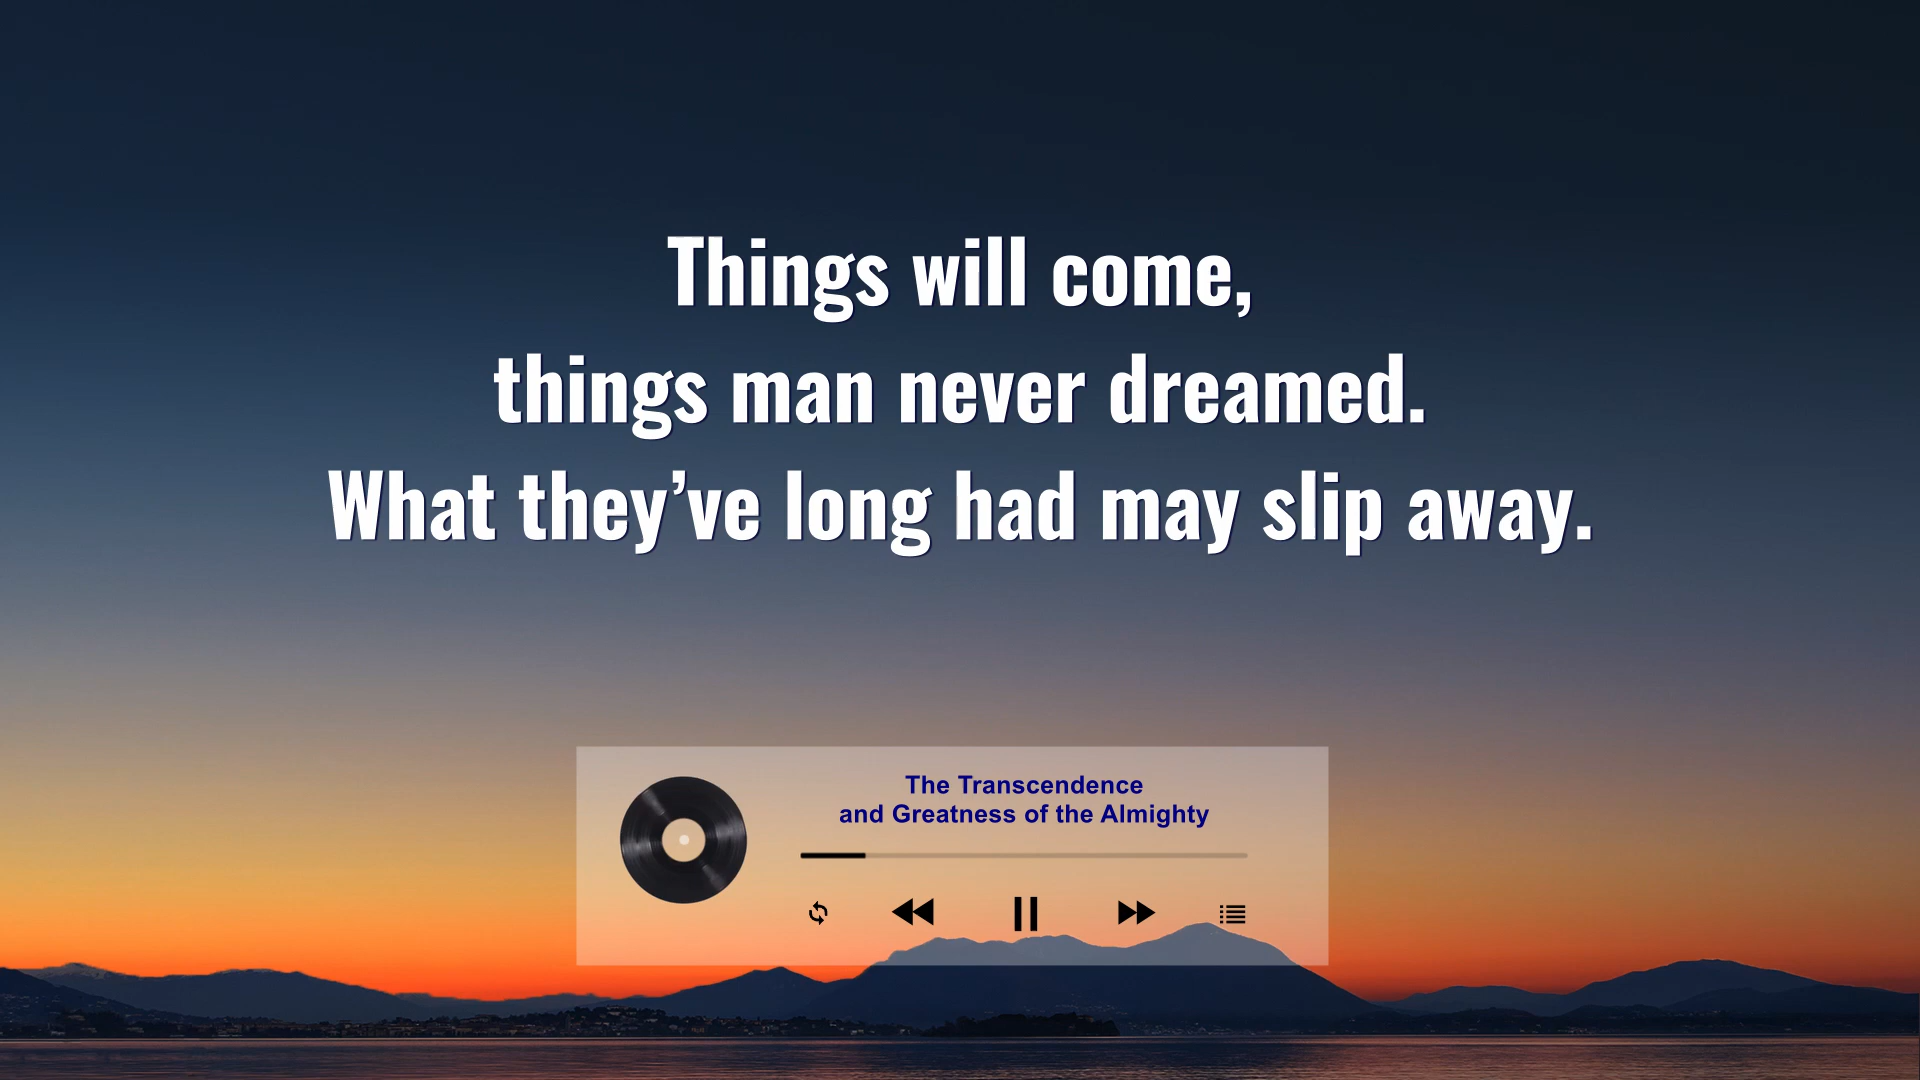 Things will come,
things man never dreamed.
What they’ve long had may slip away.
The Transcendence
and Greatness of the Almighty